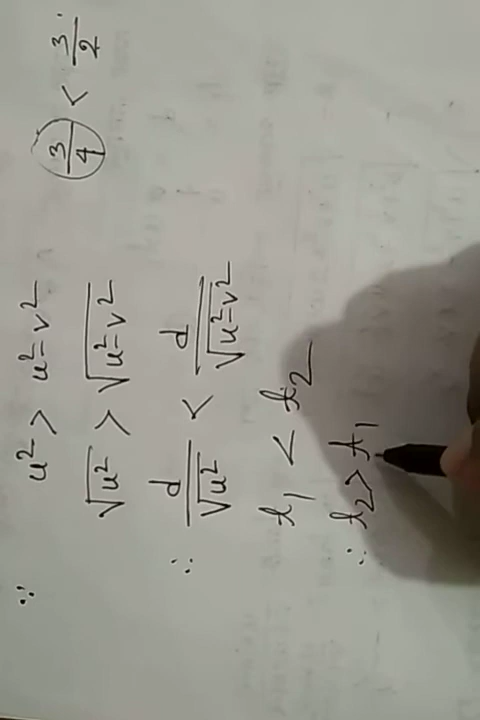 ∵ u² > u²-v²
√u² > √u²-v²
∴ d/√u² < d/√u²-v²
t₁ < t₂
∴ t₂ > t₁
3/4 < 3/2